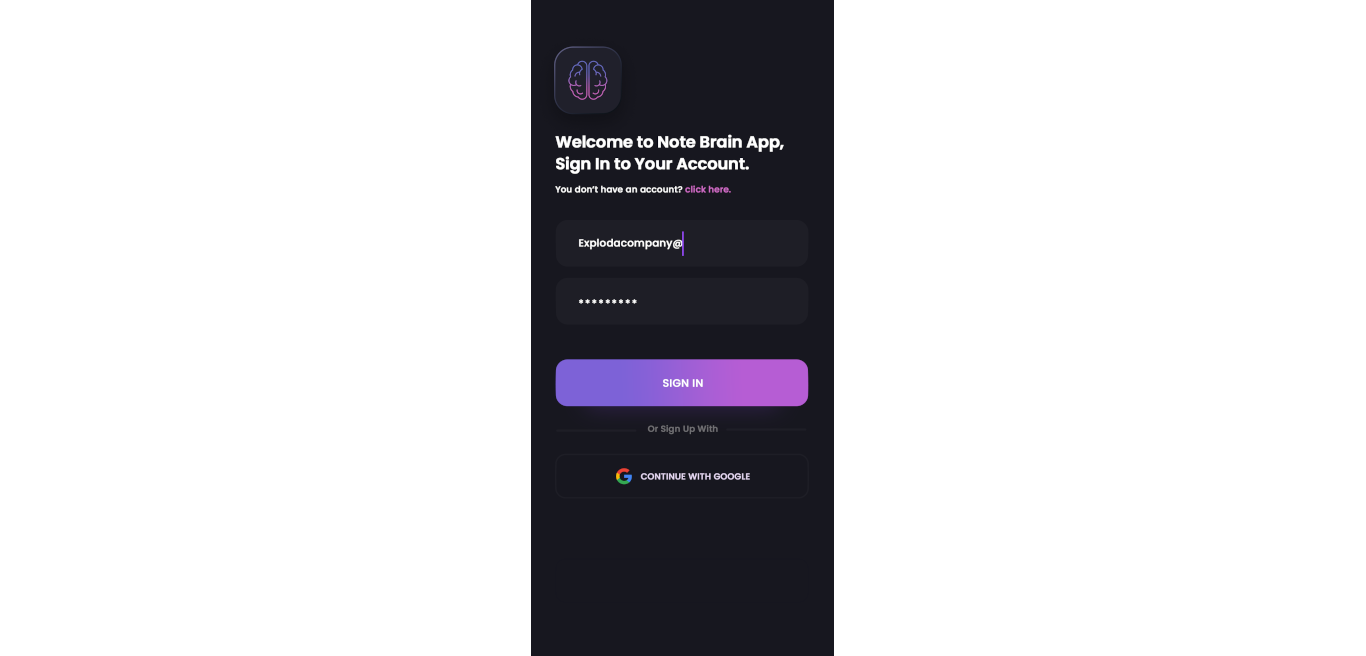 Welcome to Note Brain App,
Sign In to Your Account.
You don't have an account? click here.
Explodacompany@
*********
SIGN IN
Or Sign Up With
CONTINUE WITH GOOGLE